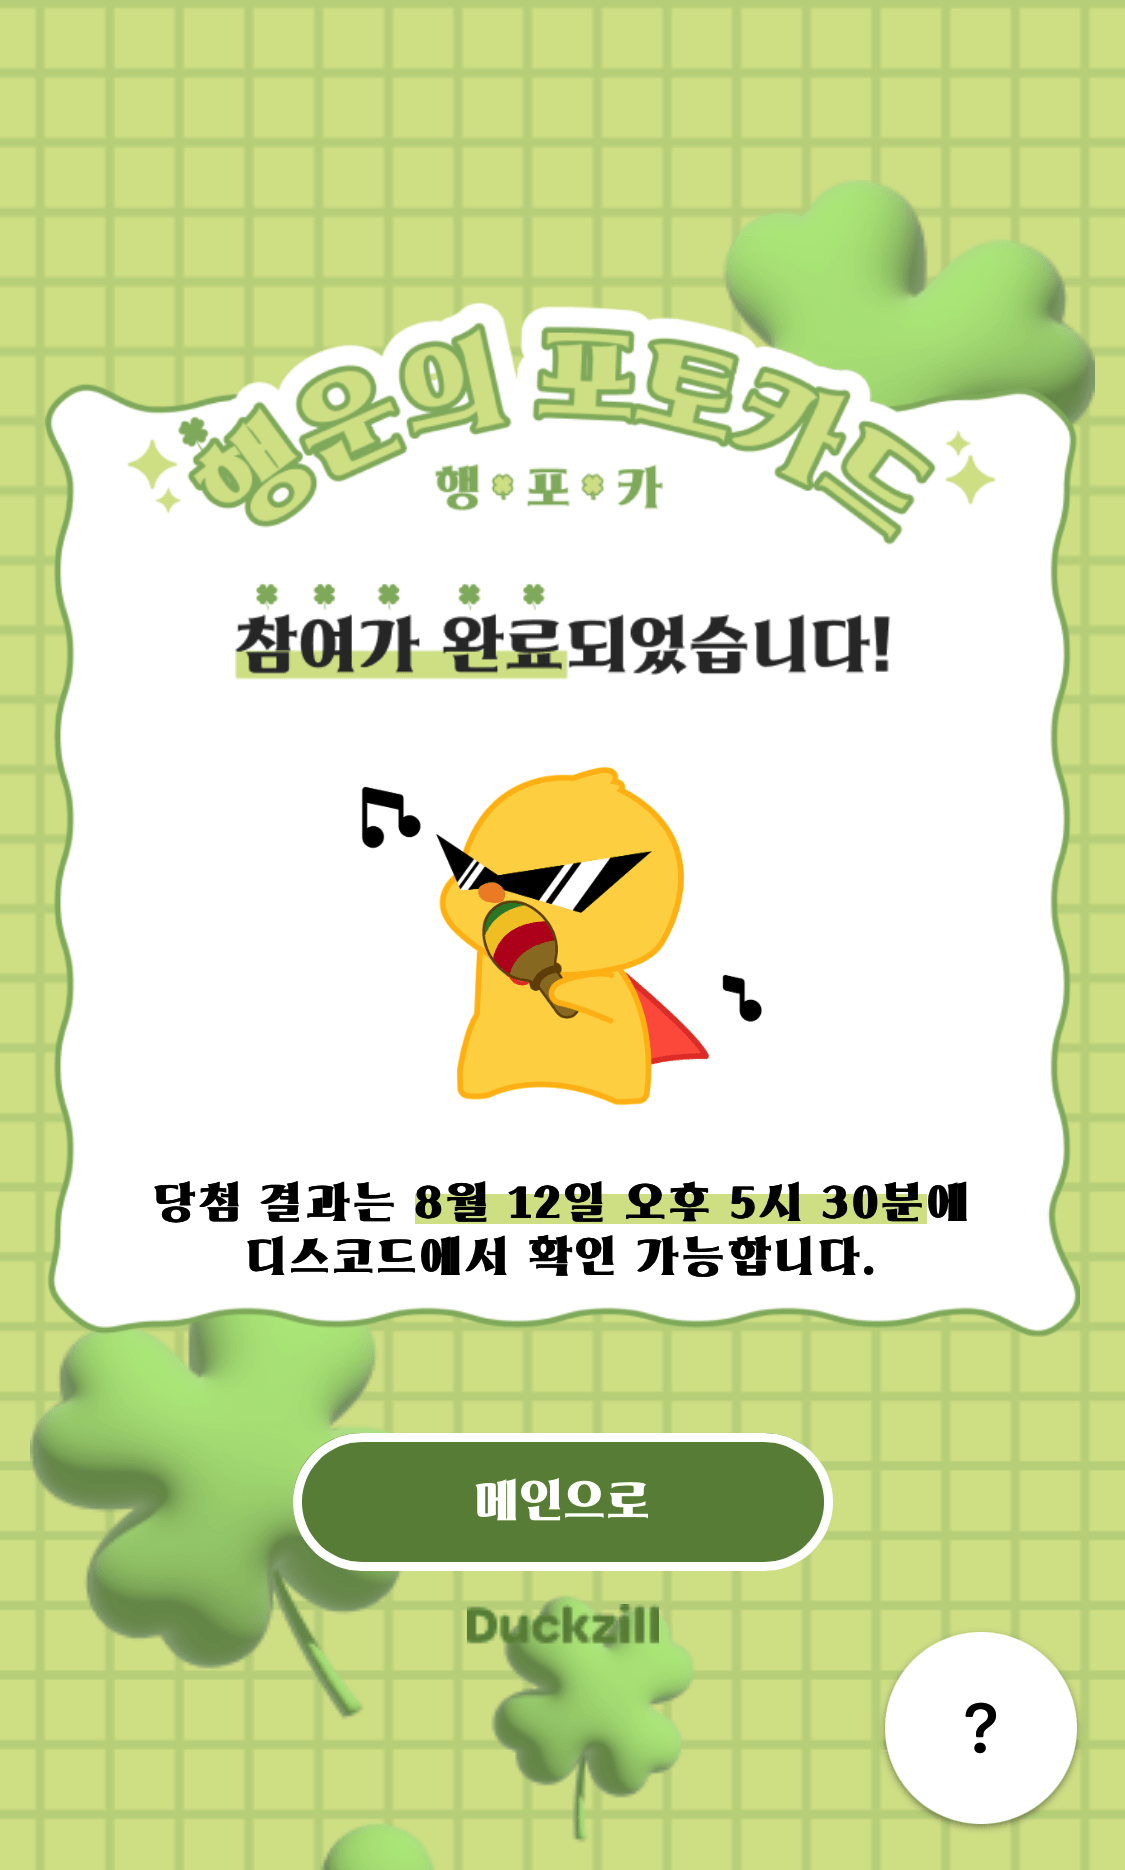 행운의 포토카드
행 포 카
참여가 완료되었습니다!
당첨 결과는 8월 12일 오후 5시 30분에
디스코드에서 확인 가능합니다.
메인으로
Duckzill
?